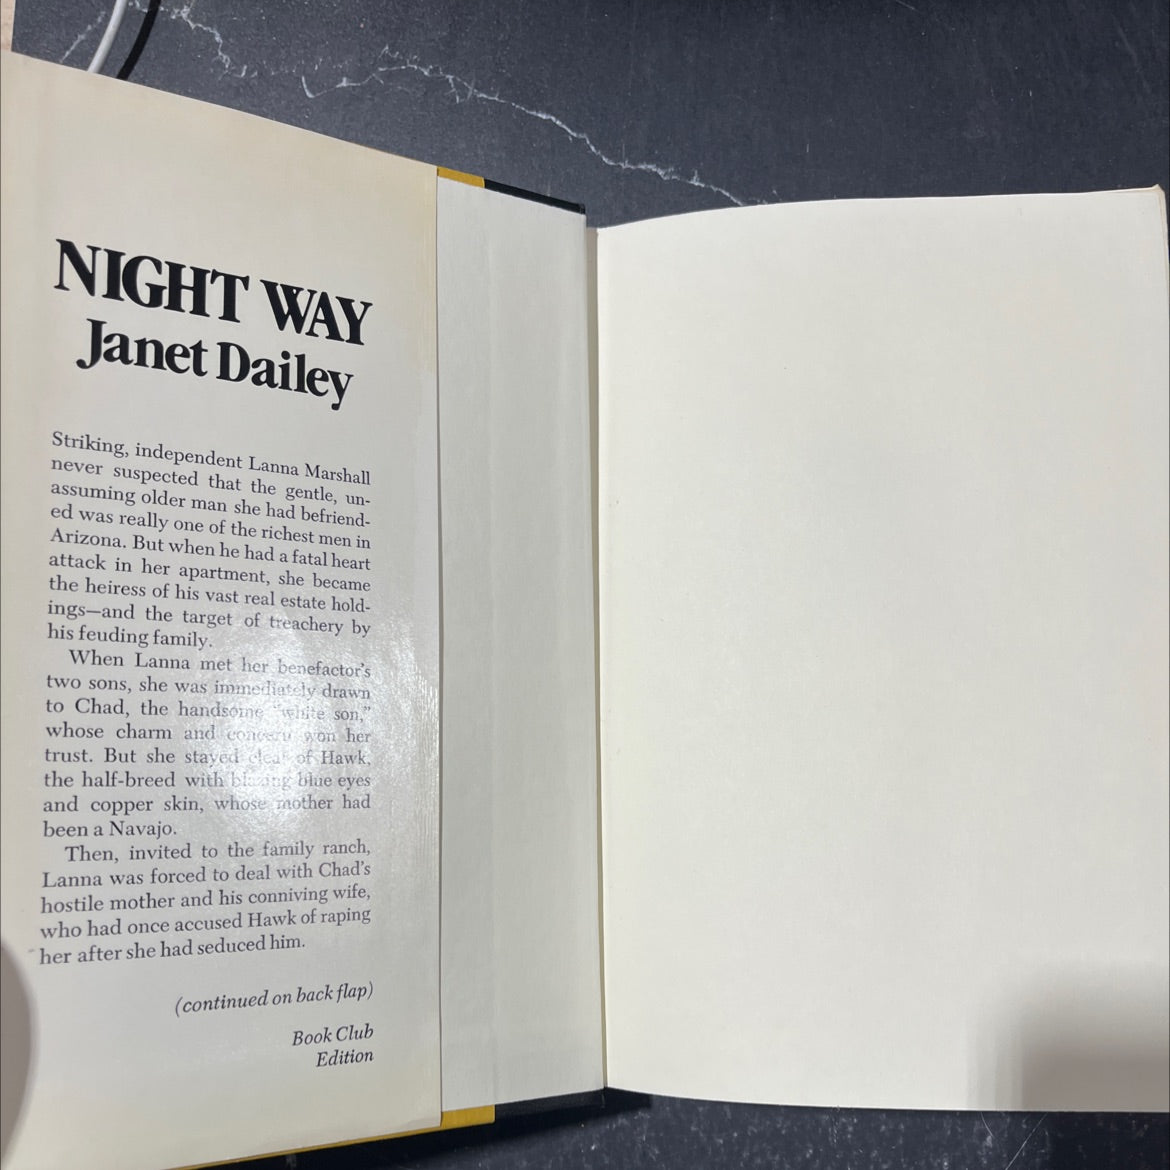 NIGHT WAY
Janet Dailey
Striking, independent Lanna Marshall
never suspected that the gentle, un-
assuming older man she had befriend-
ed was really one of the richest men in
Arizona. But when he had a fatal heart
attack in her apartment, she became
the heiress of his vast real estate hold-
ings—and the target of treachery by
his feuding family.
When Lanna met her benefactor's
two sons, she was immediately drawn
to Chad, the handsome "white son,"
whose charm and concern won her
trust. But she stayed clear of Hawk,
the half-breed with blazing blue eyes
and copper skin, whose mother had
been a Navajo.
Then, invited to the family ranch,
Lanna was forced to deal with Chad's
hostile mother and his conniving wife,
who had once accused Hawk of raping
her after she had seduced him.
(continued on back flap)
Book Club
Edition